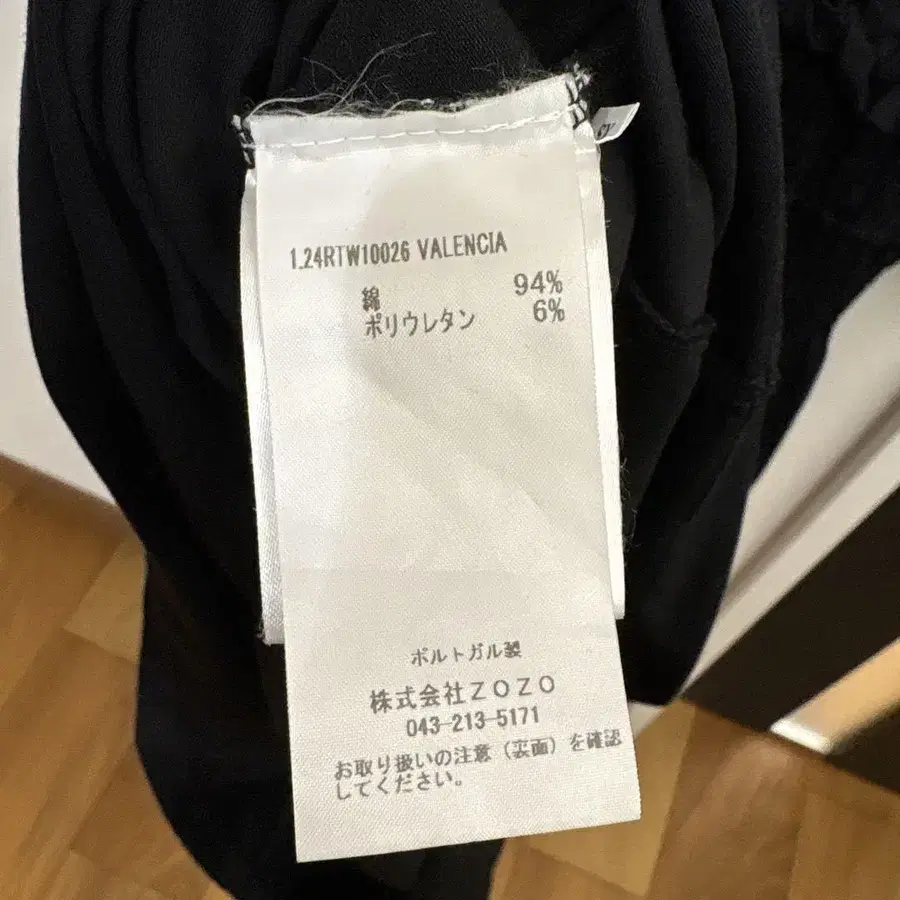 1.24RTW10026 VALENCIA
綿 94%
ポリウレタン 6%
ポルトガル製
株式会社ZOZO
043-213-5171
お取り扱いの注意(裏面)を確認
してください。